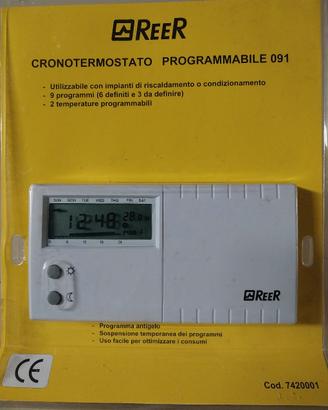 REER
CRONOTERMOSTATO PROGRAMMABILE 091
- Utilizzabile con impianti di riscaldamento o condizionamento
- 9 programmi (6 definiti e 3 da definire)
- 2 temperature programmabili
SUN MON TUE WED THU FRI SAT
12:48
REER
- Programma antigelo
- Sospensione temporanea dei programmi
- Uso facile per ottimizzare i consumi
CE
Cod. 7420001